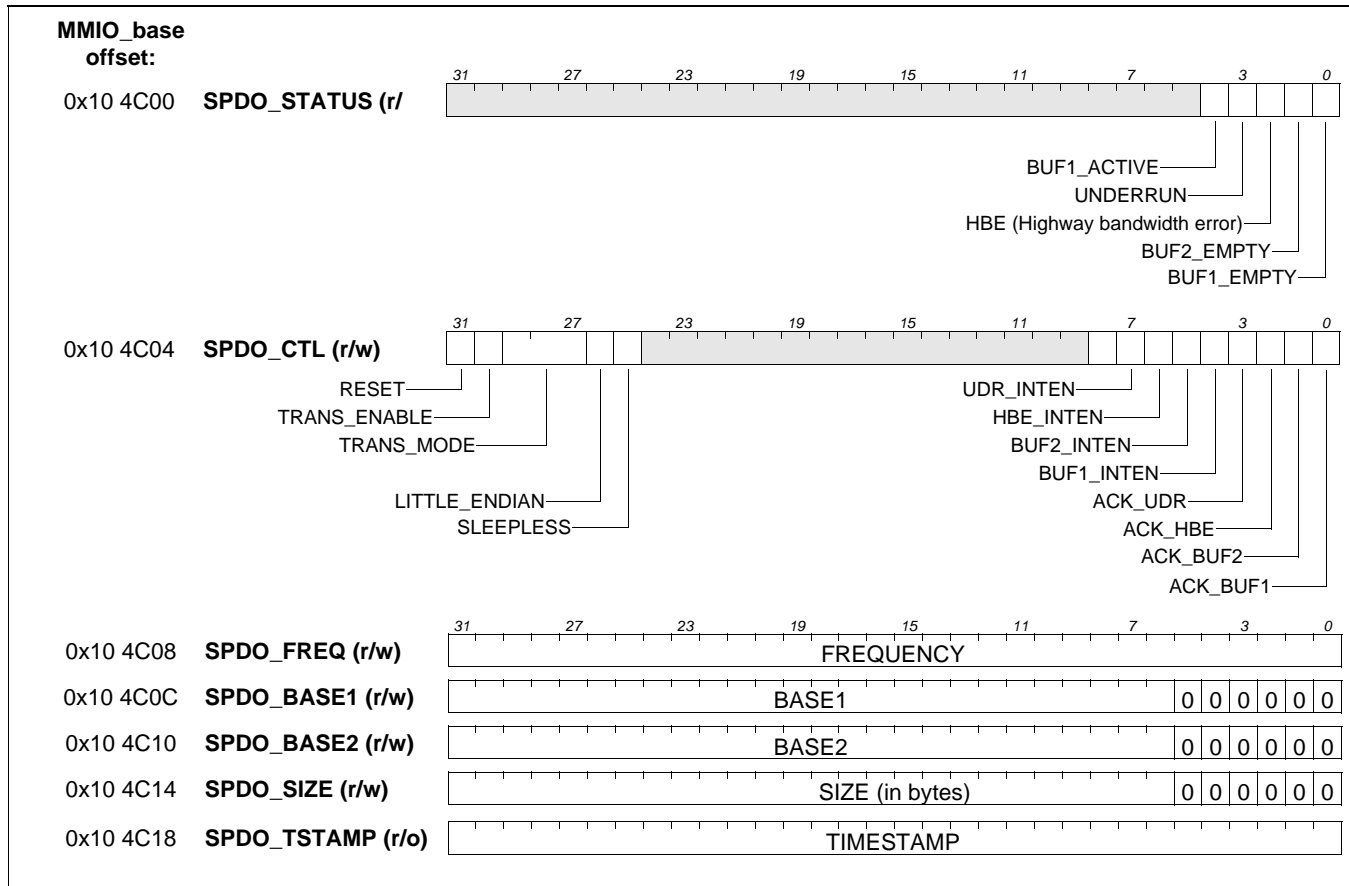 MMIO_base
offset:
31 27 23 19 15 11 7 3 0
0x10 4C00 SPDO_STATUS (r/
BUF1_ACTIVE
UNDERRUN
HBE (Highway bandwidth error)
BUF2_EMPTY
BUF1_EMPTY
31 27 23 19 15 11 7 3 0
0x10 4C04 SPDO_CTL (r/w)
RESET UDR_INTEN
TRANS_ENABLE HBE_INTEN
TRANS_MODE BUF2_INTEN
BUF1_INTEN
LITTLE_ENDIAN ACK_UDR
SLEEPLESS ACK_HBE
ACK_BUF2
ACK_BUF1
31 27 23 19 15 11 7 3 0
0x10 4C08 SPDO_FREQ (r/w) FREQUENCY
0x10 4C0C SPDO_BASE1 (r/w) BASE1 0 0 0 0 0 0
0x10 4C10 SPDO_BASE2 (r/w) BASE2 0 0 0 0 0 0
0x10 4C14 SPDO_SIZE (r/w) SIZE (in bytes) 0 0 0 0 0 0
0x10 4C18 SPDO_TSTAMP (r/o) TIMESTAMP